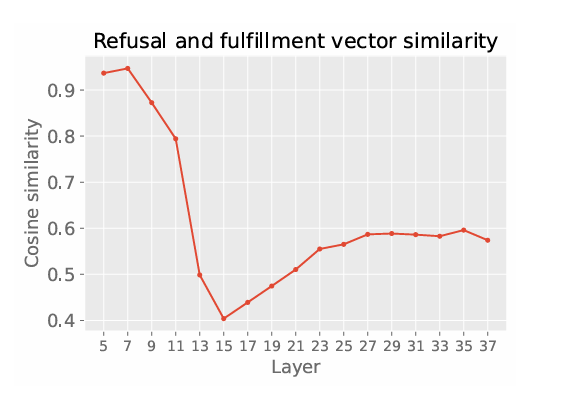 Refusal and fulfillment vector similarity
0.9
0.8
0.7
0.6
0.5
0.4
Cosine similarity
5 7 9 11 13 15 17 19 21 23 25 27 29 31 33 35 37
Layer